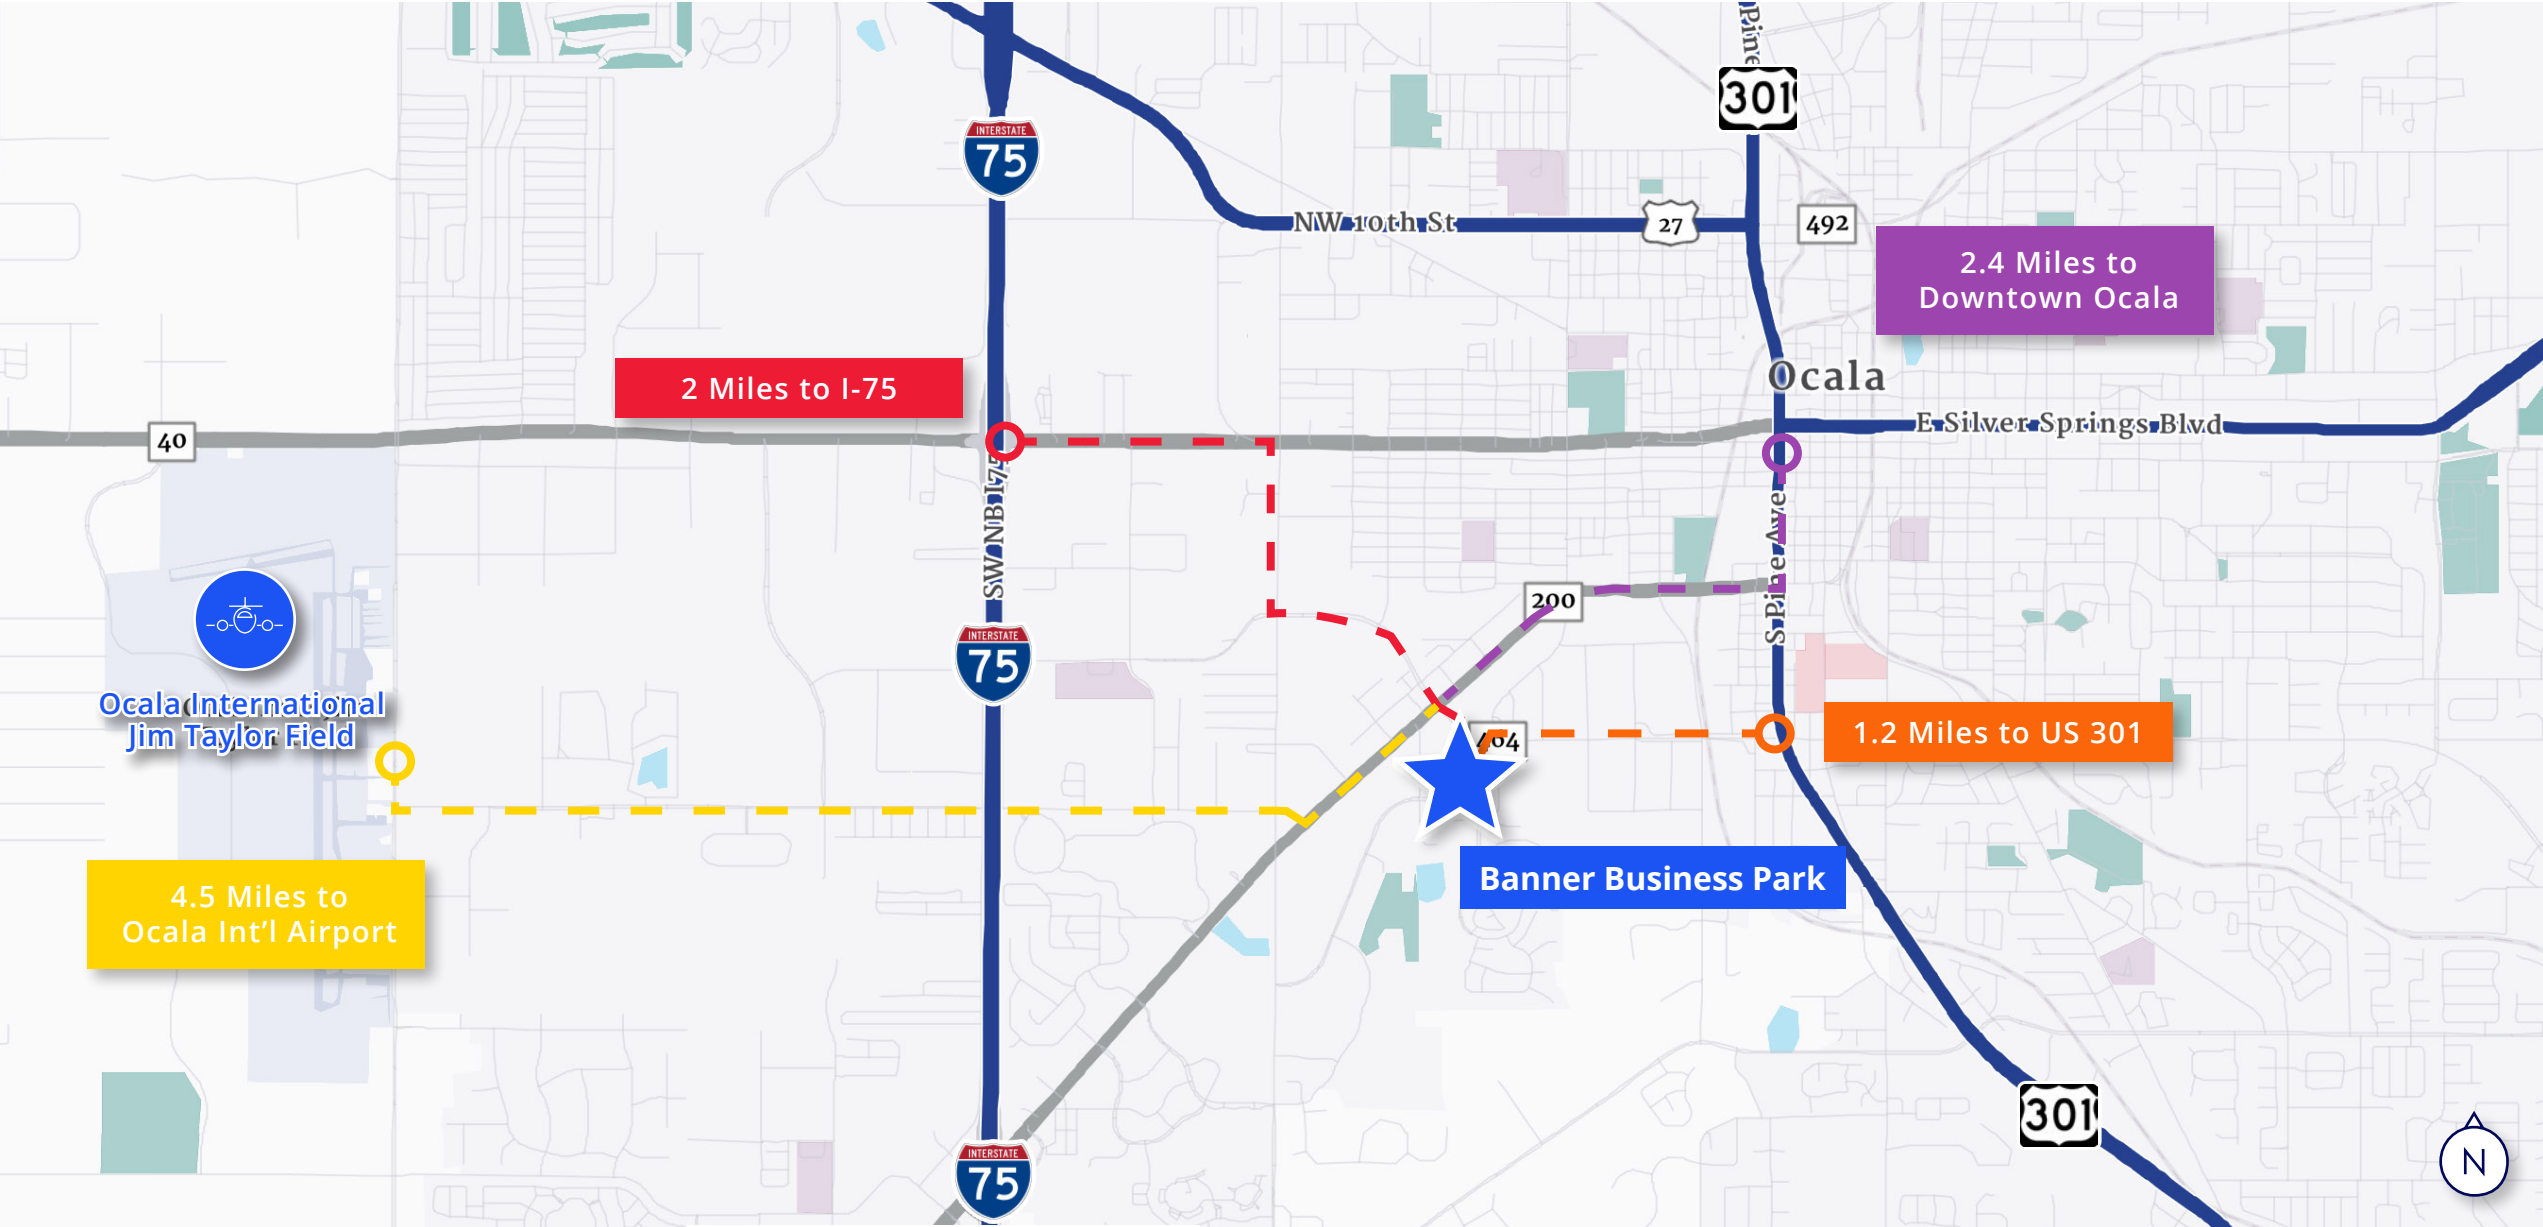 Pine
301
INTERSTATE
75
NW 10th St
27
492
2.4 Miles to
Downtown Ocala
2 Miles to I-75
Ocala
E Silver Springs Blvd
40
SW NB I 75
S Pine Ave
200
INTERSTATE
75
Ocala International
Jim Taylor Field
464
1.2 Miles to US 301
Banner Business Park
4.5 Miles to
Ocala Int’l Airport
301
INTERSTATE
75
N